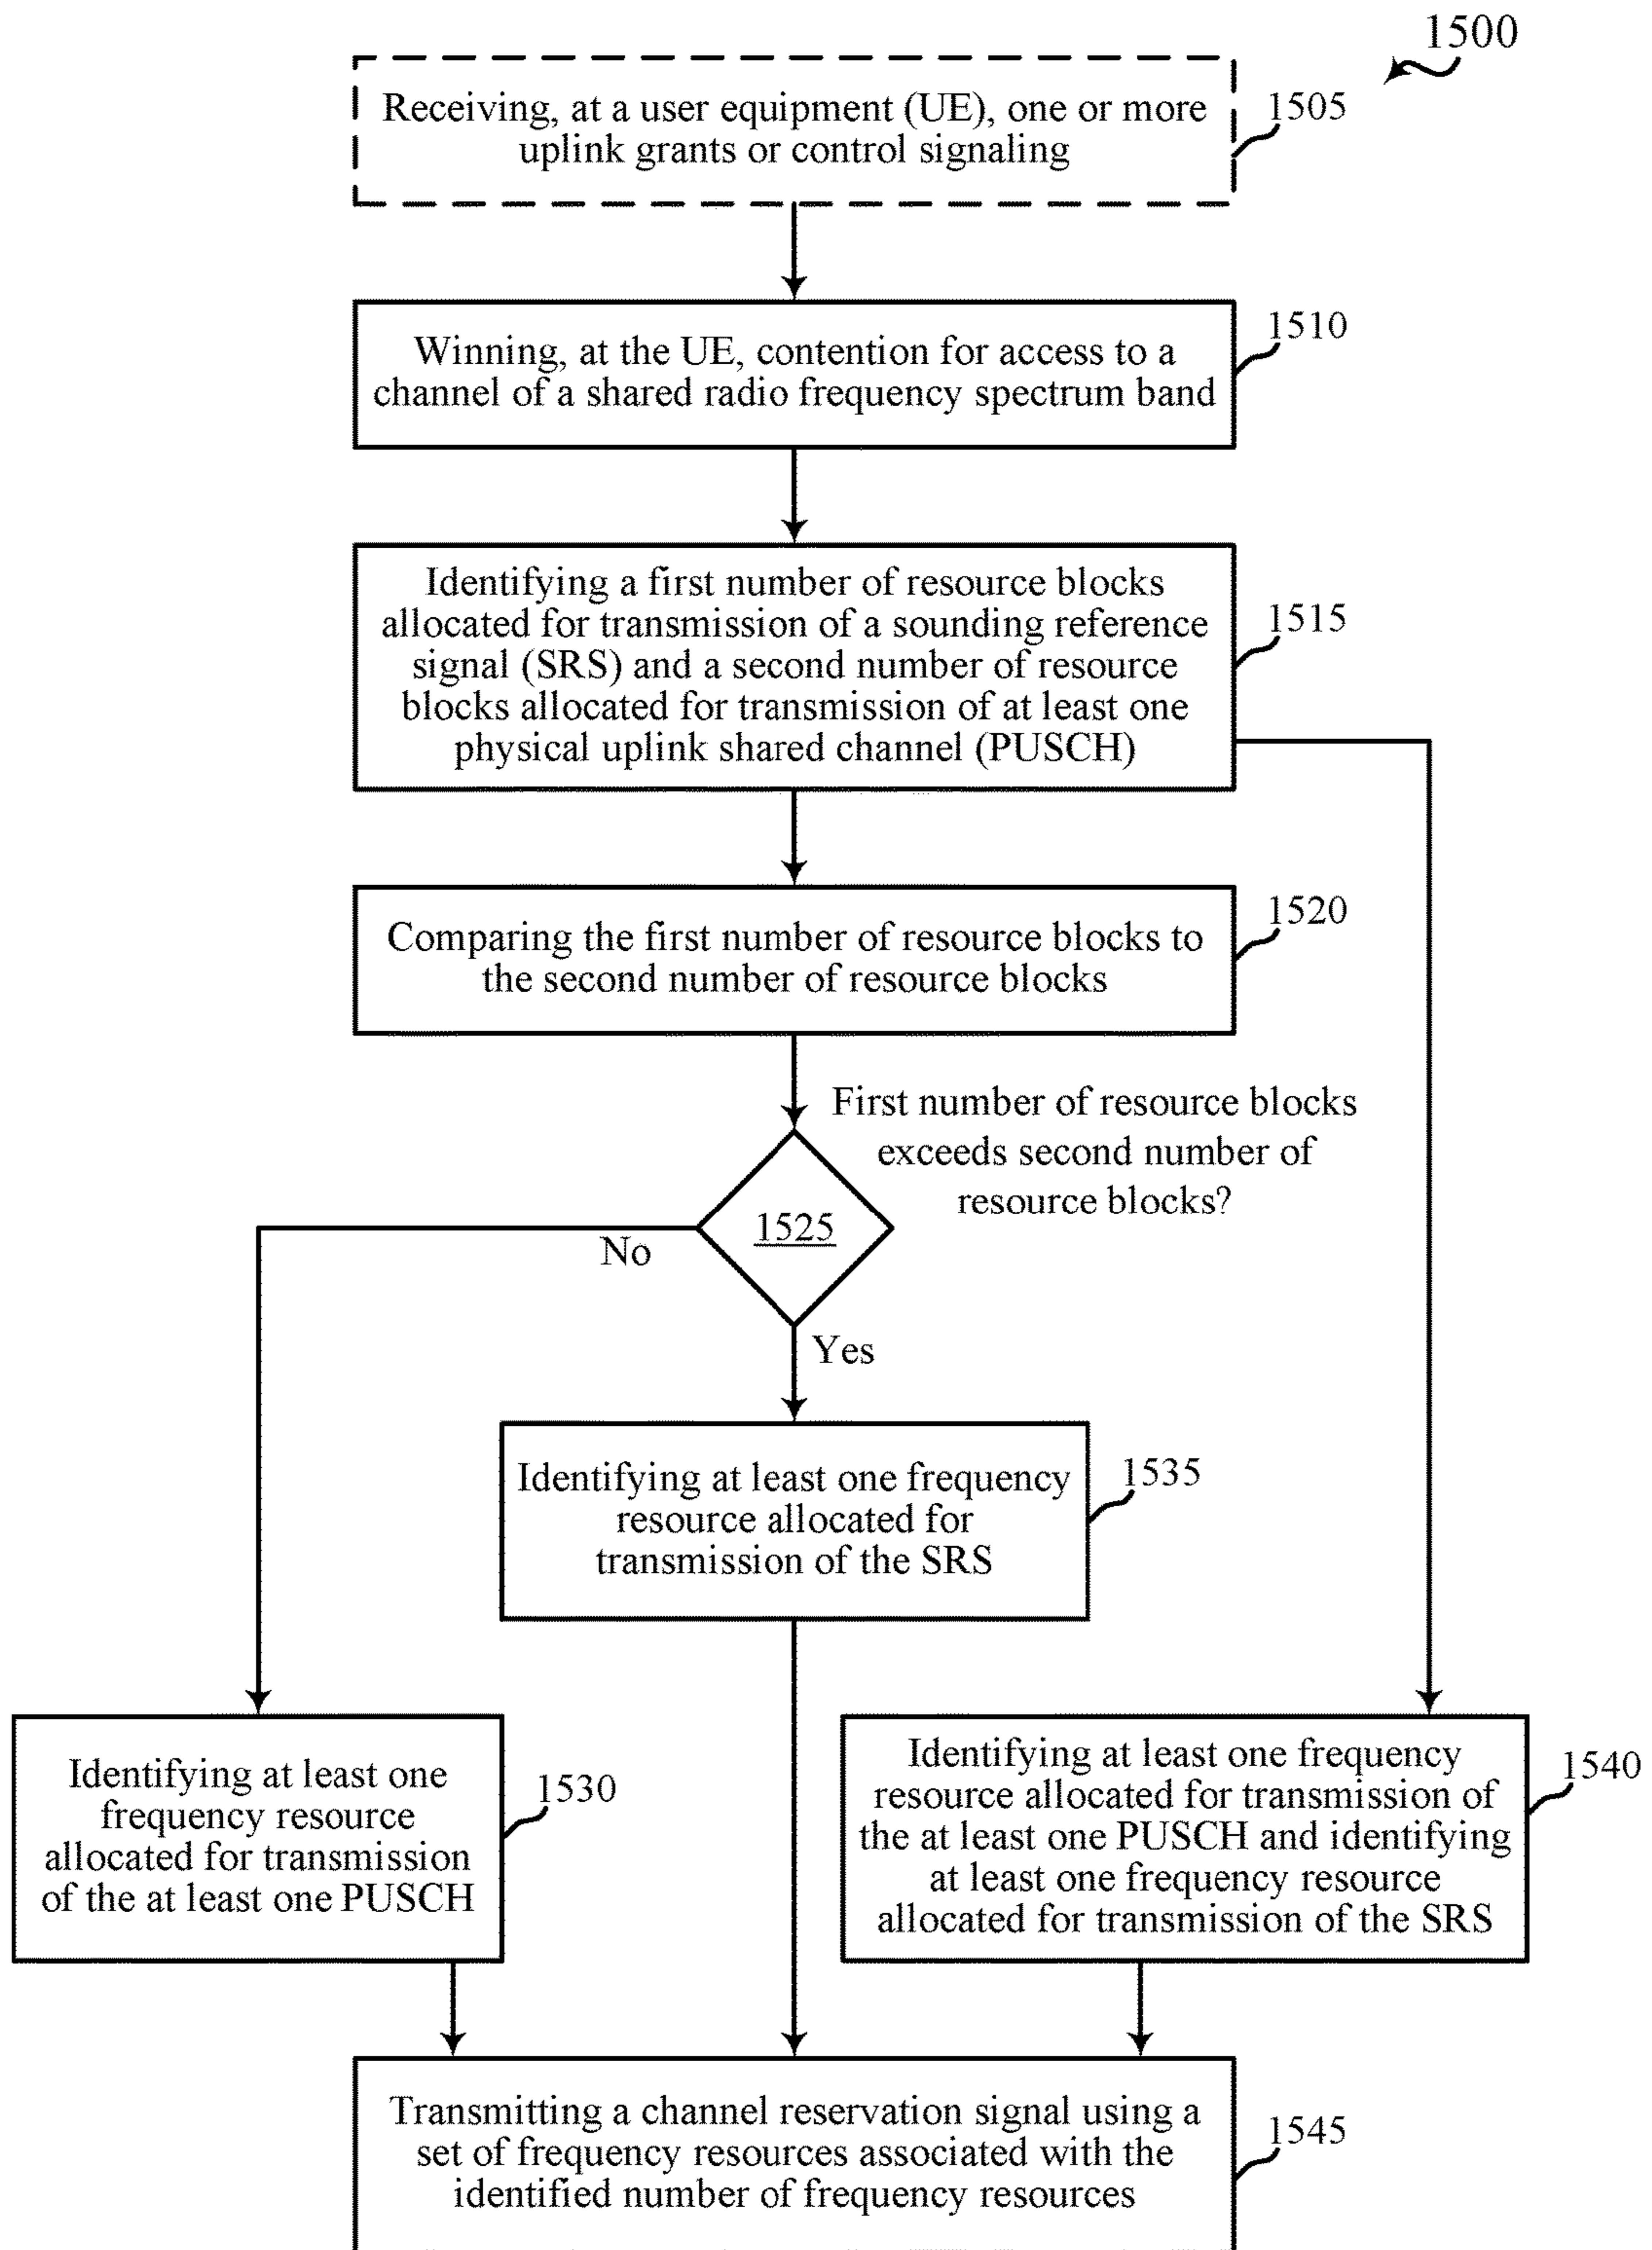 1500
Receiving, at a user equipment (UE), one or more
uplink grants or control signaling
1505
Winning, at the UE, contention for access to a
channel of a shared radio frequency spectrum band
1510
Identifying a first number of resource blocks
allocated for transmission of a sounding reference
signal (SRS) and a second number of resource
blocks allocated for transmission of at least one
physical uplink shared channel (PUSCH)
1515
Comparing the first number of resource blocks to
the second number of resource blocks
1520
First number of resource blocks
exceeds second number of
resource blocks?
1525
No
Yes
Identifying at least one frequency
resource allocated for
transmission of the SRS
1535
Identifying at least one
frequency resource
allocated for transmission
of the at least one PUSCH
1530
Identifying at least one frequency
resource allocated for transmission of
the at least one PUSCH and identifying
at least one frequency resource
allocated for transmission of the SRS
1540
Transmitting a channel reservation signal using a
set of frequency resources associated with the
identified number of frequency resources
1545